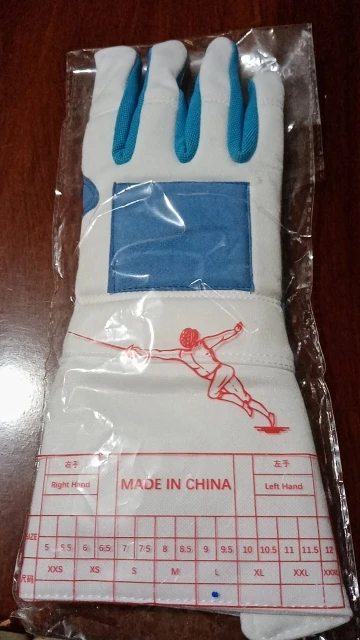 右手 左手
Right Hand MADE IN CHINA Left Hand
SIZE 5 5.5 6 6.5 7 7.5 8 8.5 9 9.5 10 10.5 11 11.5 12
尺码 XXS XS S M L XL XXL XXXL